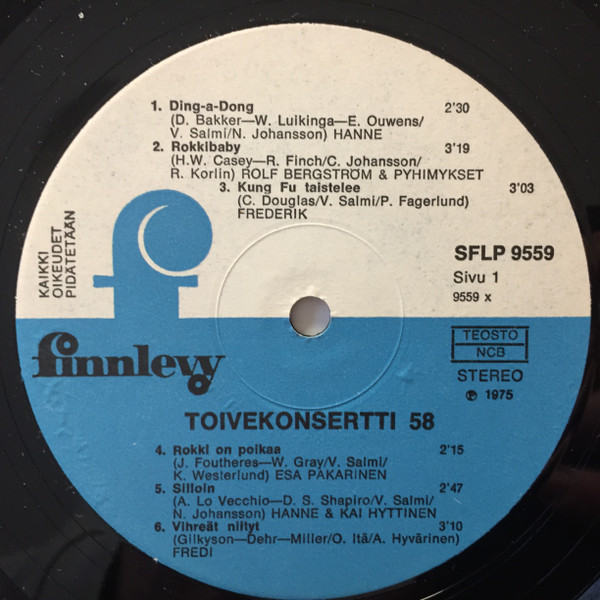 1. Ding-a-Dong 2'30
(D. Bakker—W. Luikinga—E. Ouwens/
V. Salmi/N. Johansson) HANNE
2. Rokkibaby 3'19
(H.W. Casey—R. Finch/C. Johansson/
R. Korlin) ROLF BERGSTRÖM & PYHIMYKSET
3. Kung Fu taistelee 3'03
(C. Douglas/V. Salmi/P. Fagerlund)
FREDERIK
KAIKKI
OIKEUDET
PIDÄTETÄÄN
f
SFLP 9559
Sivu 1
9559 x
finnlevy
TEOSTO
NCB
STEREO
℗ 1975
TOIVEKONSERTTI 58
4. Rokki on poikaa 2'15
(J. Foutheres—W. Gray/V. Salmi/
K. Westerlund) ESA PAKARINEN
5. Silloin 2'47
(A. Lo Vecchio—D. S. Shapiro/V. Salmi/
N. Johansson) HANNE & KAI HYTTINEN
6. Vihreät niityt 3'10
(Gilkyson—Dehr—Miller/O. Itä/A. Hyvärinen)
FREDI